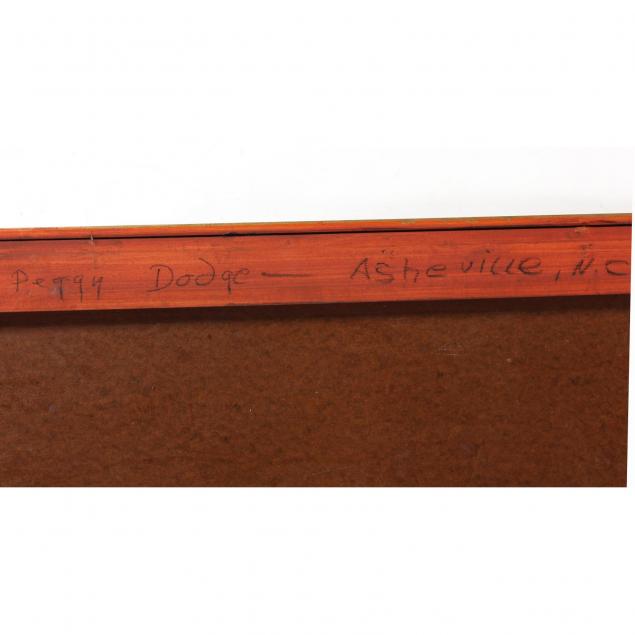 Peggy Dodge — Asheville, N.C